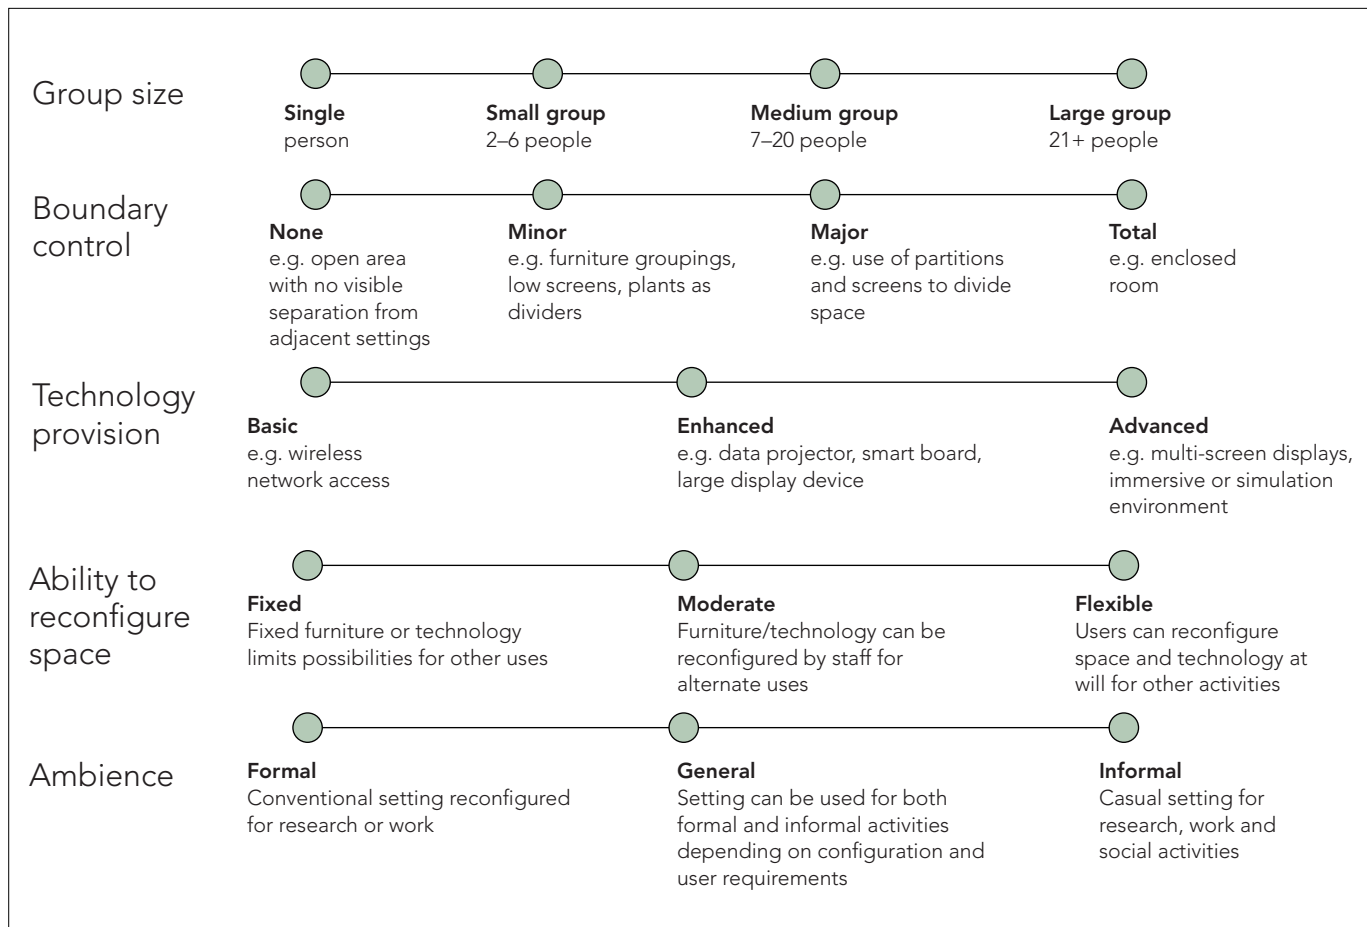 Group size
Single
person
Small group
2–6 people
Medium group
7–20 people
Large group
21+ people
Boundary
control
None
e.g. open area
with no visible
separation from
adjacent settings
Minor
e.g. furniture groupings,
low screens, plants as
dividers
Major
e.g. use of partitions
and screens to divide
space
Total
e.g. enclosed
room
Technology
provision
Basic
e.g. wireless
network access
Enhanced
e.g. data projector, smart board,
large display device
Advanced
e.g. multi-screen displays,
immersive or simulation
environment
Ability to
reconfigure
space
Fixed
Fixed furniture or technology
limits possibilities for other uses
Moderate
Furniture/technology can be
reconfigured by staff for
alternate uses
Flexible
Users can reconfigure
space and technology at
will for other activities
Ambience
Formal
Conventional setting reconfigured
for research or work
General
Setting can be used for both
formal and informal activities
depending on configuration and
user requirements
Informal
Casual setting for
research, work and
social activities